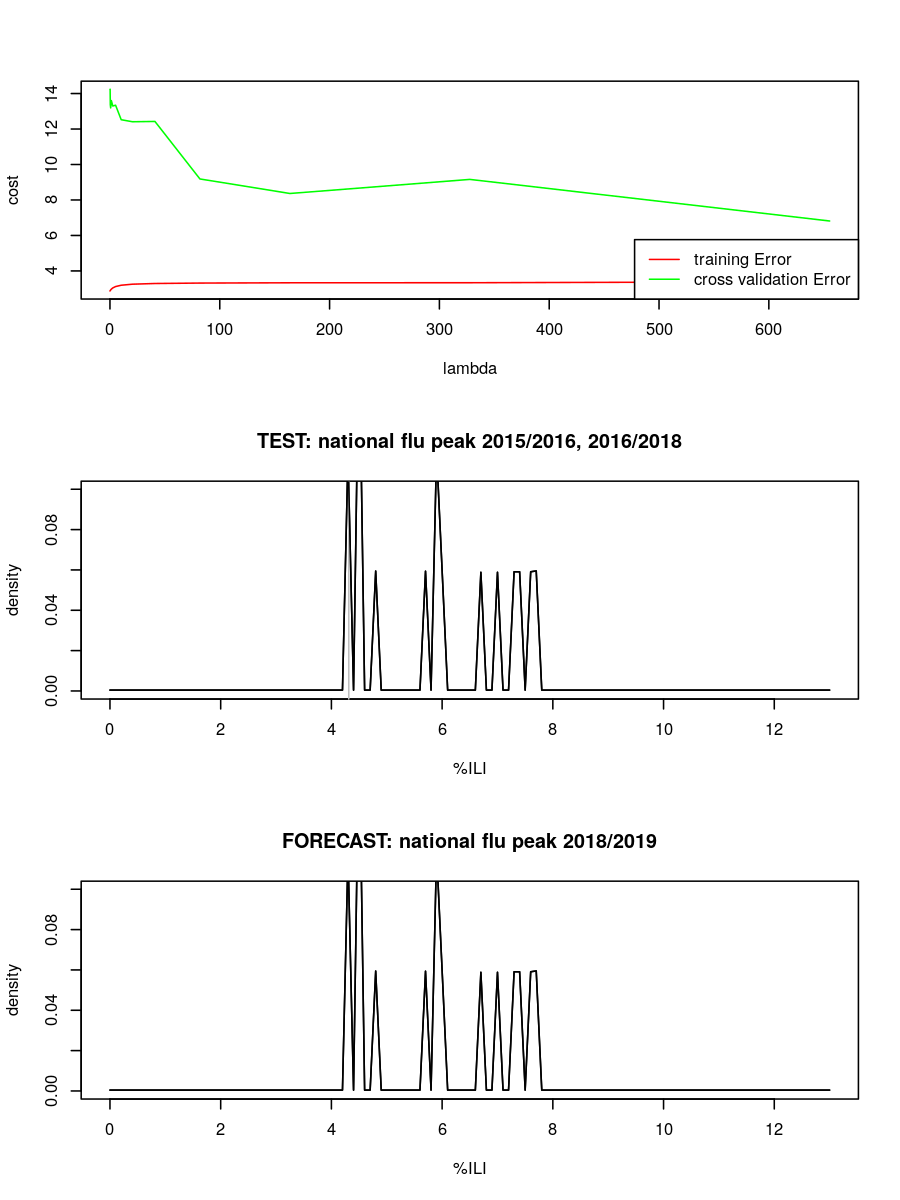 14
12
10
8
6
4
cost
training Error
cross validation Error
0 100 200 300 400 500 600
lambda
TEST: national flu peak 2015/2016, 2016/2018
0.08
0.04
0.00
density
0 2 4 6 8 10 12
%ILI
FORECAST: national flu peak 2018/2019
0.08
0.04
0.00
density
0 2 4 6 8 10 12
%ILI